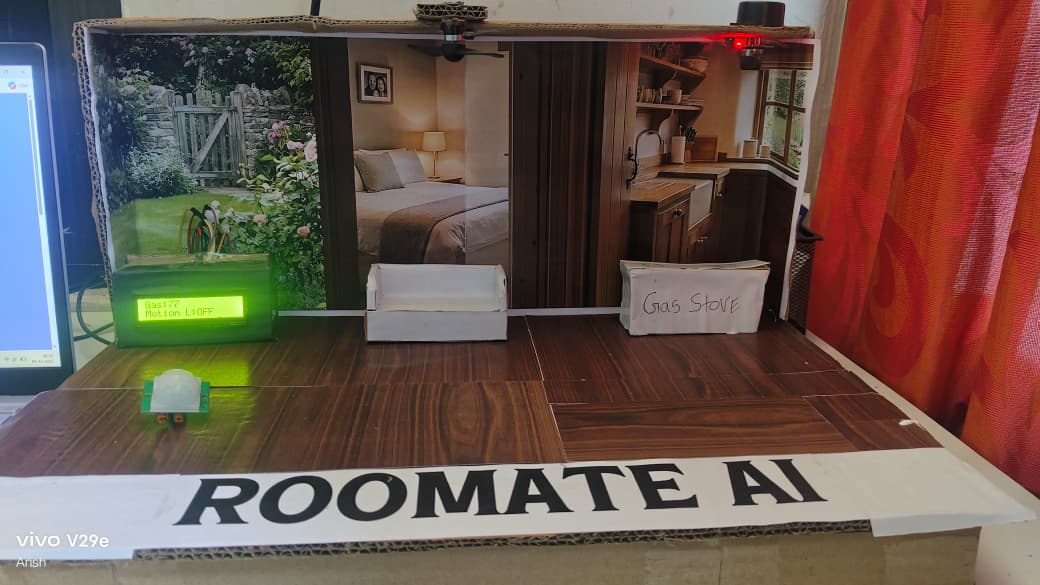 Gas:77
Motion L:OFF
Gas Stove
ROOMATE AI
vivo V29e
Ansh